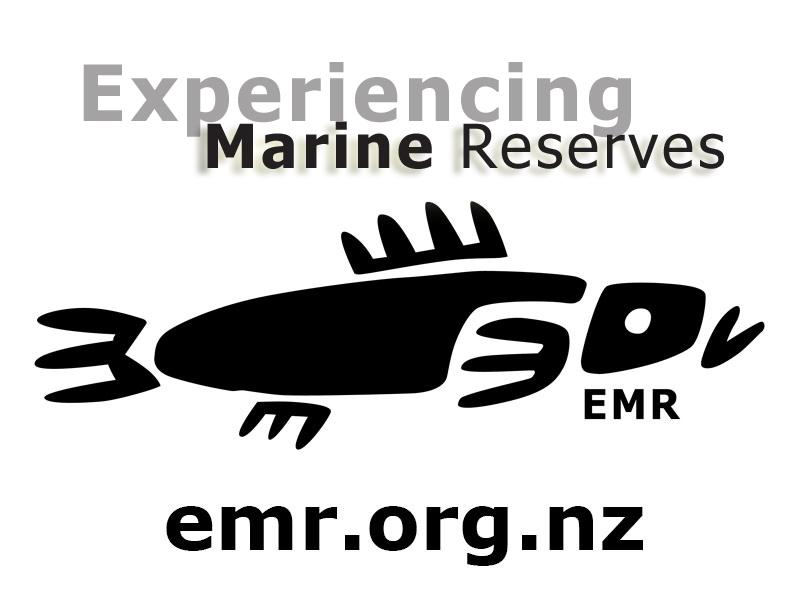 Experiencing
Marine Reserves
EMR
emr.org.nz